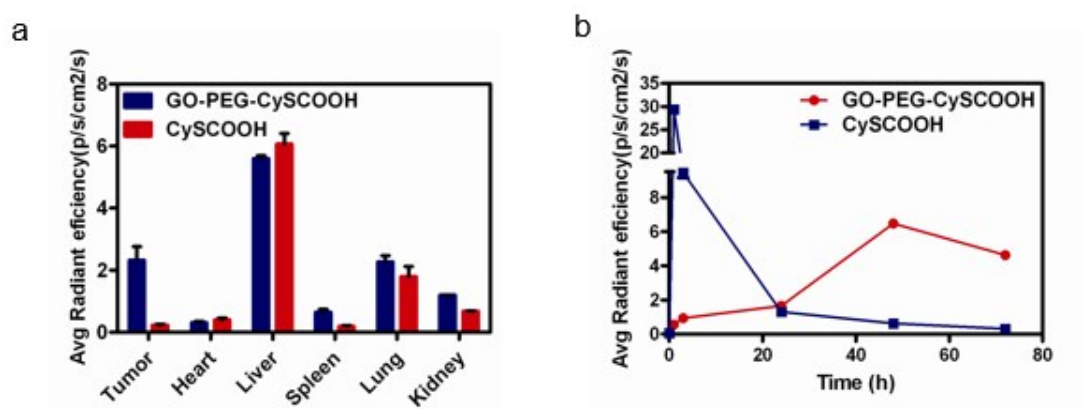 a
Avg Radiant eficiency(p/s/cm2/s)
8
6
4
2
0
GO-PEG-CySCOOH
CySCOOH
Tumor
Heart
Liver
Spleen
Lung
Kidney
b
Avg Radiant eficiency(p/s/cm2/s)
35
30
25
20
8
6
4
2
0
GO-PEG-CySCOOH
CySCOOH
0 20 40 60 80
Time (h)